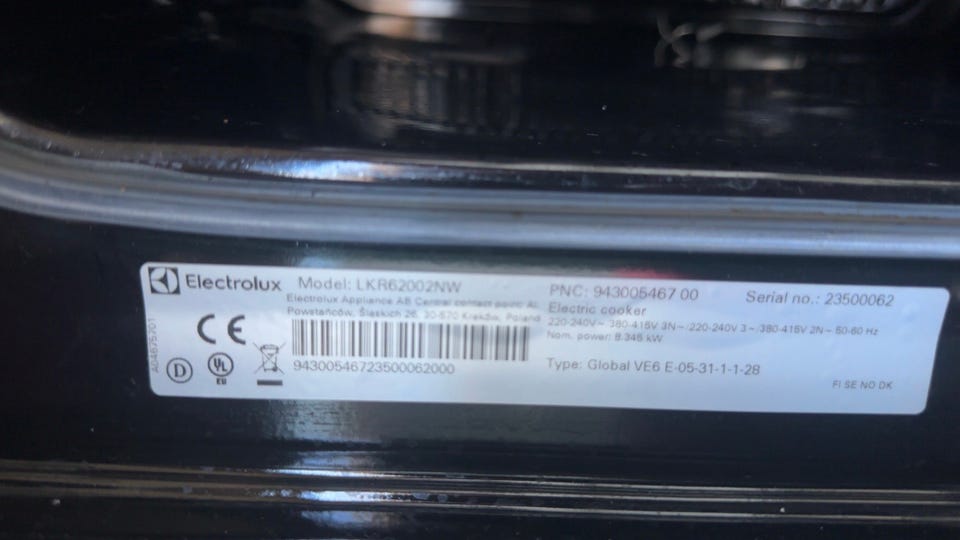 Electrolux
Model: LKR62002NW
Electrolux Appliance AB Central contact point: Al.
Powstańców, Śląskich 26, 30-570 Kraków, Poland
94300546723500062000
PNC: 943005467 00
Serial no.: 23500062
Electric cooker
220-240V~ 380-415V 3N~ /220-240V 3~ /380-415V 2N~ 50-60 Hz
Nom. power: 8.346 kW
Type: Global VE6 E-05-31-1-1-28
FI SE NO DK
CE
D
UL
EU